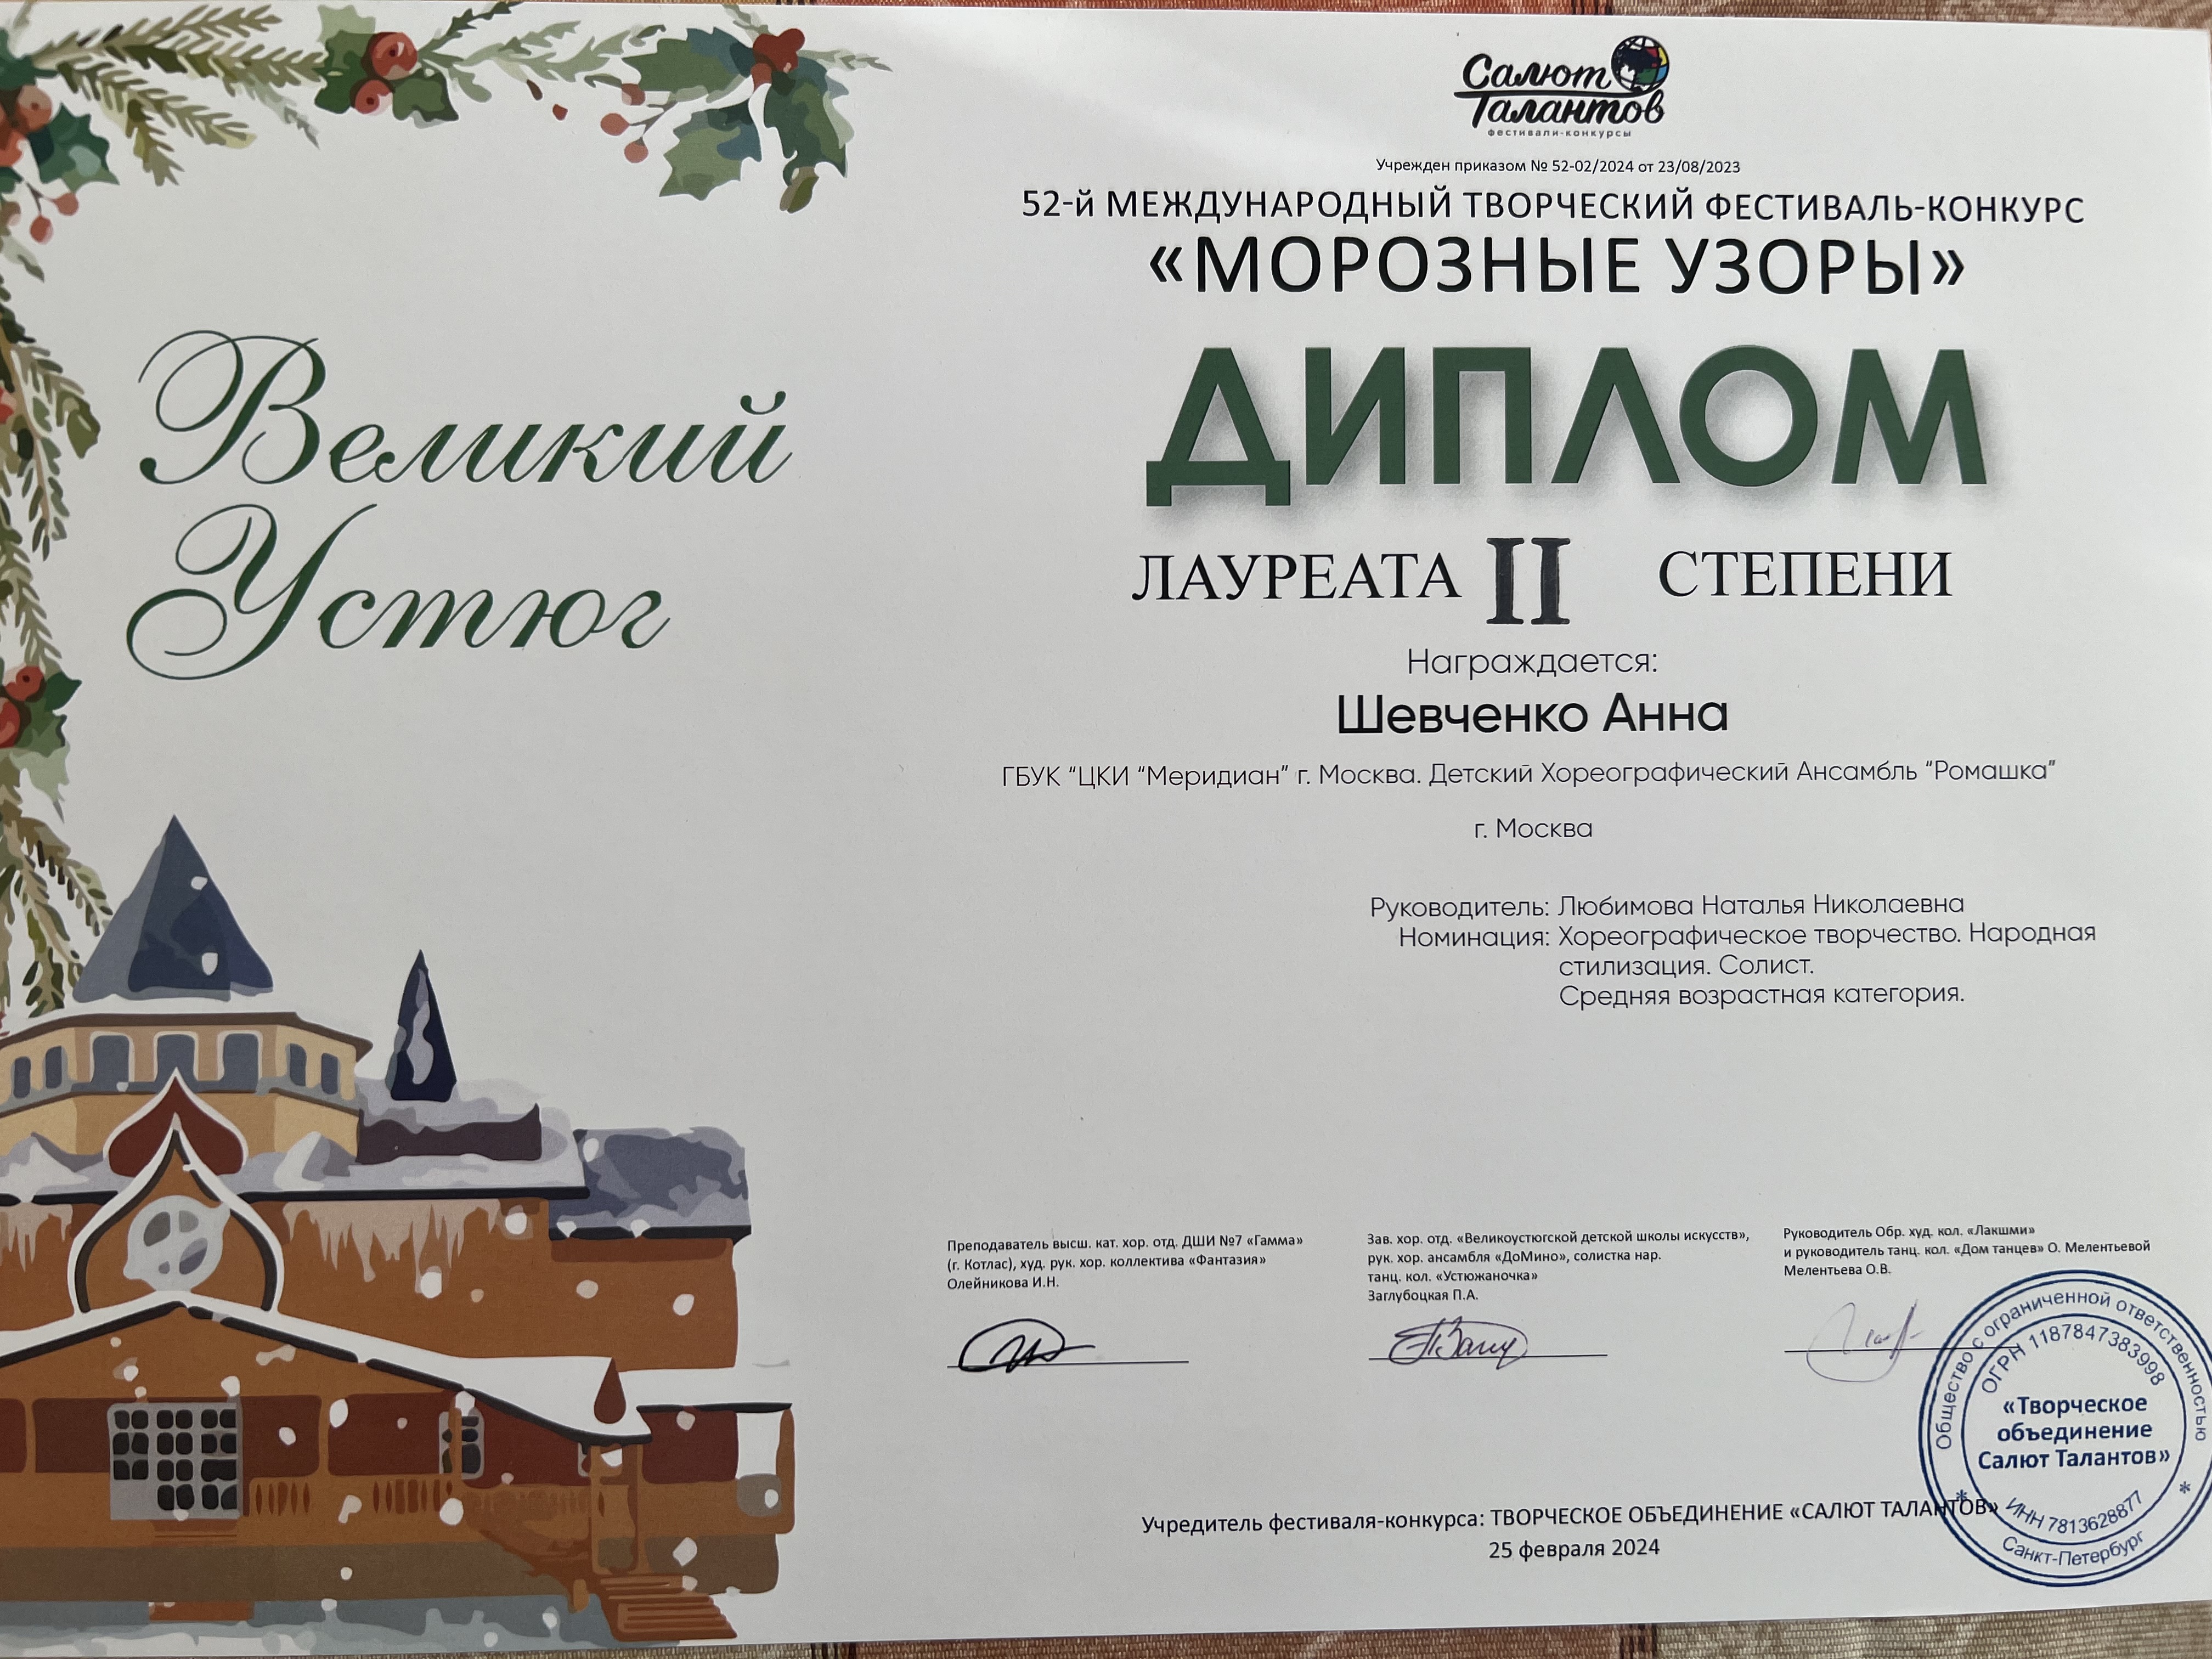 Великий
Устюг
Салют
Талантов
фестивали-конкурсы
Учрежден приказом № 52-02/2024 от 23/08/2023
52-й МЕЖДУНАРОДНЫЙ ТВОРЧЕСКИЙ ФЕСТИВАЛЬ-КОНКУРС
«МОРОЗНЫЕ УЗОРЫ»
ДИПЛОМ
ЛАУРЕАТА II СТЕПЕНИ
Награждается:
Шевченко Анна
ГБУК “ЦКИ “Меридиан” г. Москва. Детский Хореографический Ансамбль “Ромашка”
г. Москва
Руководитель: Любимова Наталья Николаевна
Номинация: Хореографическое творчество. Народная
стилизация. Солист.
Средняя возрастная категория.
Преподаватель высш. кат. хор. отд. ДШИ №7 «Гамма»
(г. Котлас), худ. рук. хор. коллектива «Фантазия»
Олейникова И.Н.
Зав. хор. отд. «Великоустюгской детской школы искусств»,
рук. хор. ансамбля «ДоМино», солистка нар.
танц. кол. «Устюжаночка»
Заглубоцкая П.А.
Руководитель Обр. худ. кол. «Лакшми»
и руководитель танц. кол. «Дом танцев» О. Мелентьевой
Мелентьева О.В.
Общество с ограниченной ответственностью
ОГРН 1187847383998
«Творческое
объединение
Салют Талантов»
ИНН 7813628877
Санкт-Петербург
Учредитель фестиваля-конкурса: ТВОРЧЕСКОЕ ОБЪЕДИНЕНИЕ «САЛЮТ ТАЛАНТОВ»
25 февраля 2024